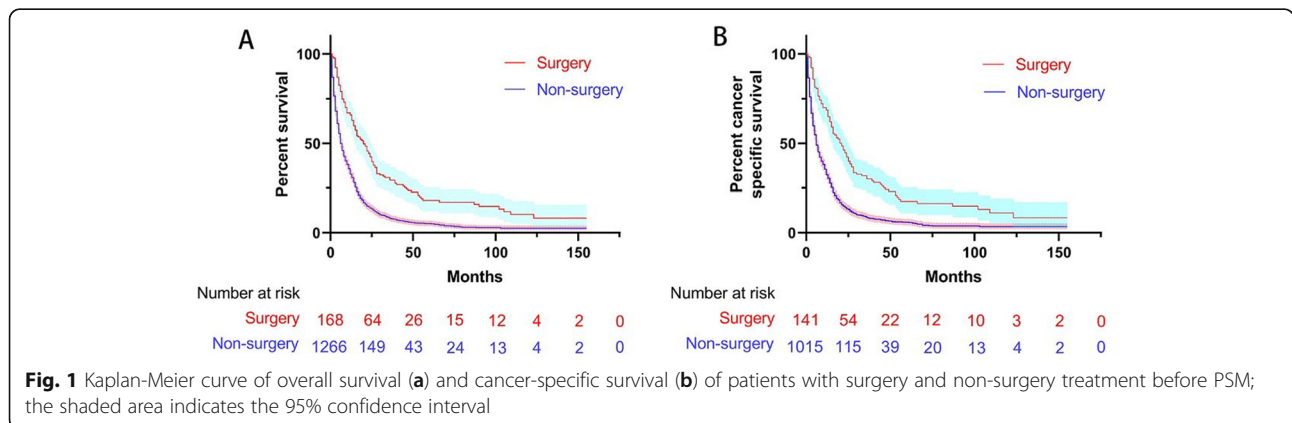 A
B
100
50
0
Percent survival
Surgery
Non-surgery
0 50 100 150
Months
100
50
0
Percent cancer
specific survival
Surgery
Non-surgery
0 50 100 150
Months
Number at risk
Surgery 168 64 26 15 12 4 2 0
Non-surgery 1266 149 43 24 13 4 2 0
Number at risk
Surgery 141 54 22 12 10 3 2 0
Non-surgery 1015 115 39 20 13 4 2 0
Fig. 1 Kaplan-Meier curve of overall survival (a) and cancer-specific survival (b) of patients with surgery and non-surgery treatment before PSM;
the shaded area indicates the 95% confidence interval